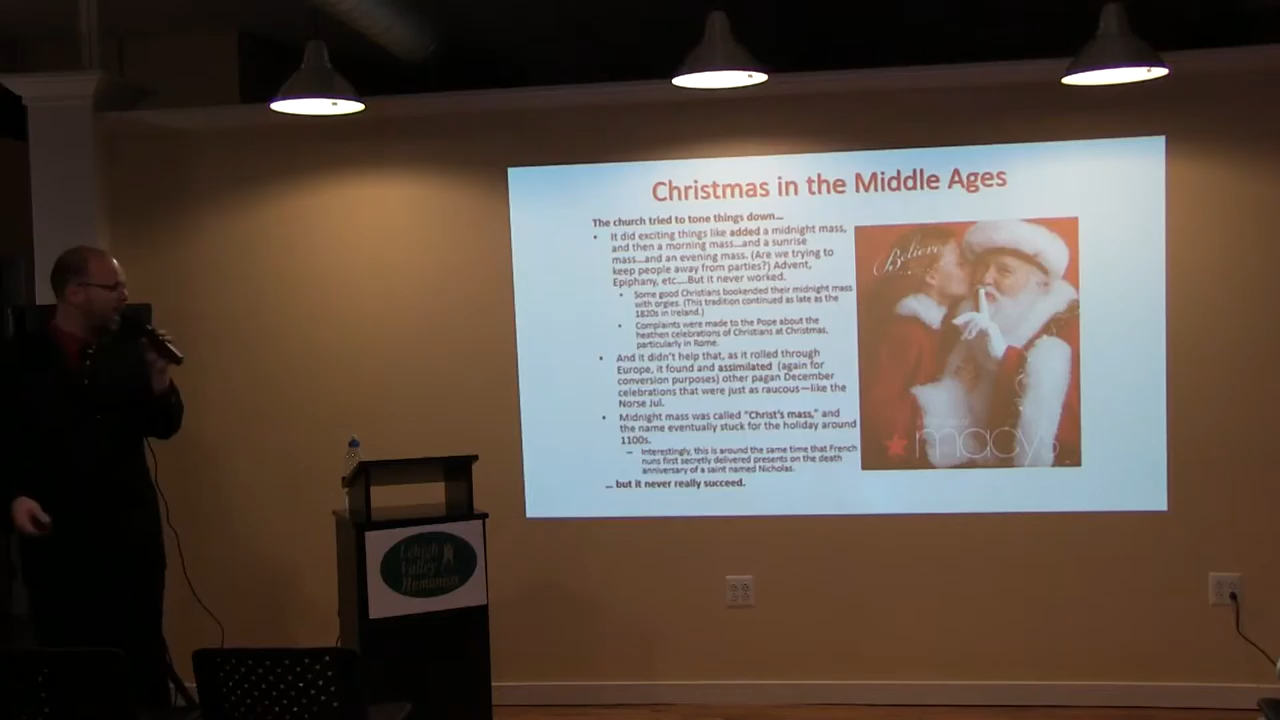 Christmas in the Middle Ages
The church tried to tone things down...
• It did exciting things like added a midnight mass,
and then a morning mass...and a sunrise
mass...and an evening mass. (Are we trying to
keep people away from parties?) Advent,
Epiphany, etc....But it never worked.
• Some good Christians bookended their midnight mass
with orgies. (This tradition continued as late as the
1820s in Ireland.)
• Complaints were made to the Pope about the
heathen celebrations of Christians at Christmas,
particularly in Rome.
• And it didn't help that, as it rolled through
Europe, it found and assimilated (again for
conversion purposes) other pagan December
celebrations that were just as raucous—like the
Norse Jul.
• Midnight mass was called "Christ's mass," and
the name eventually stuck for the holiday around
1100s.
– Interestingly, this is around the same time that French
nuns first secretly delivered presents on the death
anniversary of a saint named Nicholas.
... but it never really succeed.
Believe
macy's
Lehigh
Valley
Humanists